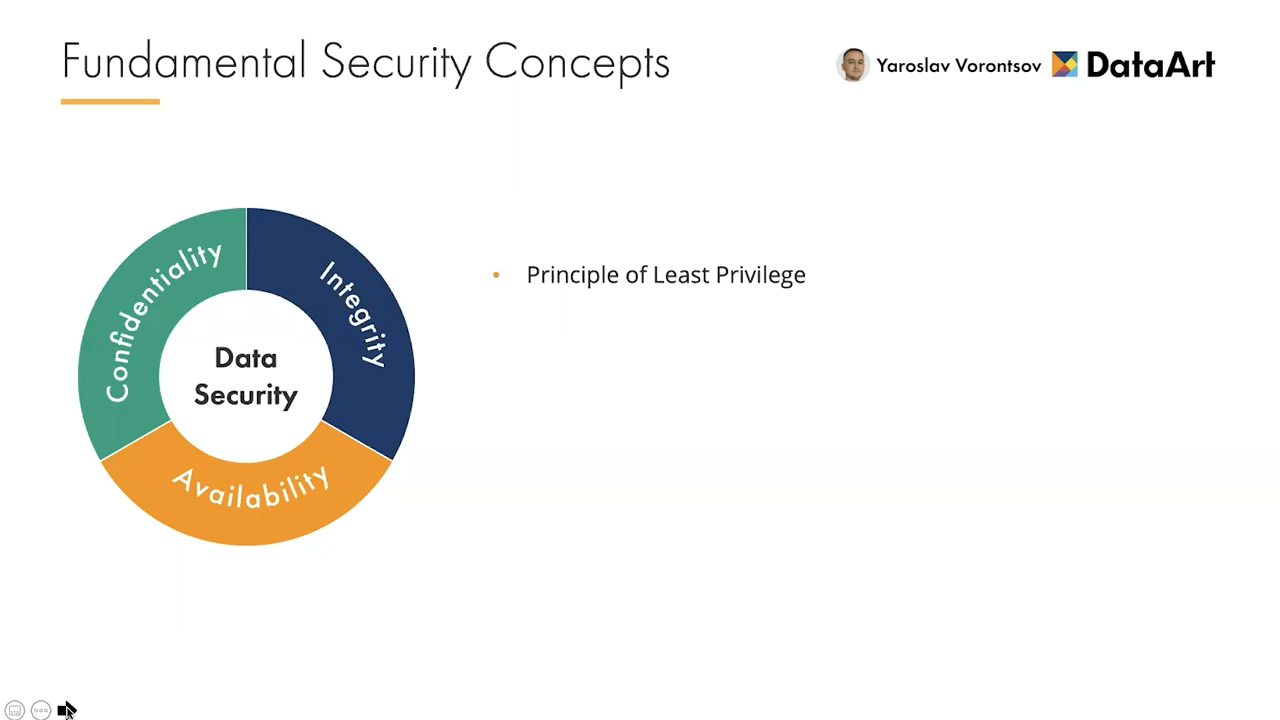 Fundamental Security Concepts
Yaroslav Vorontsov
DataArt
Confidentiality
Integrity
Data
Security
Availability
• Principle of Least Privilege